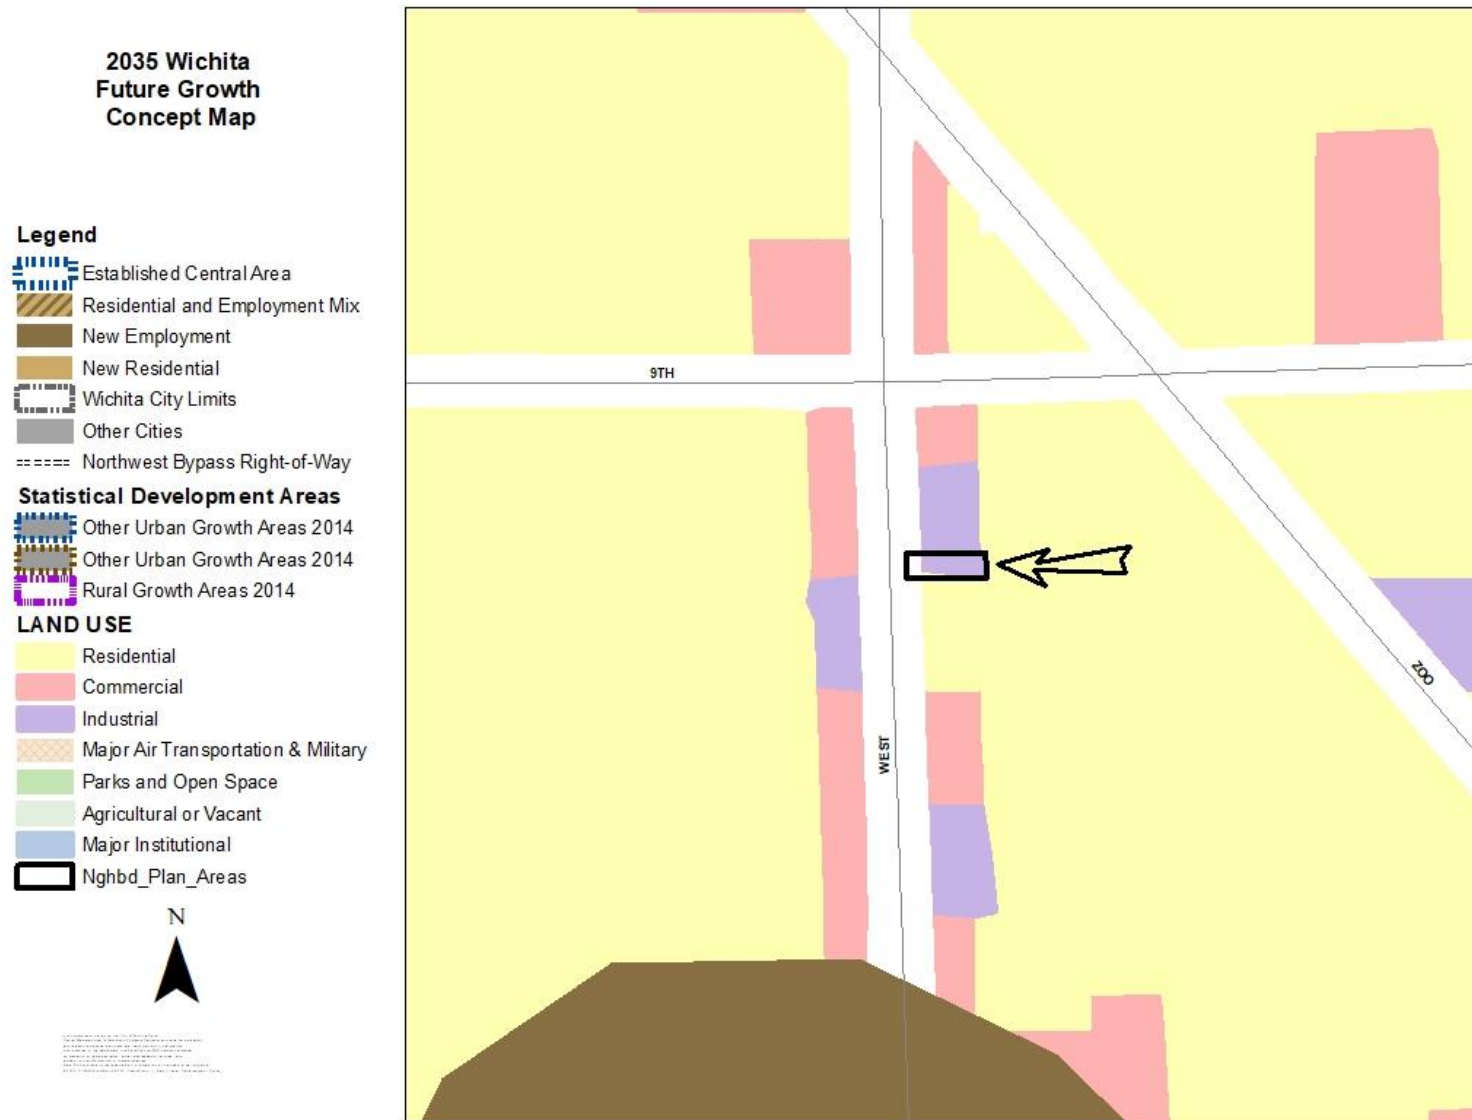 2035 Wichita
Future Growth
Concept Map
Legend
Established Central Area
Residential and Employment Mix
New Employment
New Residential
Wichita City Limits
Other Cities
Northwest Bypass Right-of-Way
Statistical Development Areas
Other Urban Growth Areas 2014
Other Urban Growth Areas 2014
Rural Growth Areas 2014
LAND USE
Residential
Commercial
Industrial
Major Air Transportation & Military
Parks and Open Space
Agricultural or Vacant
Major Institutional
Nghbd_Plan_Areas
N
9TH
WEST
ZOO